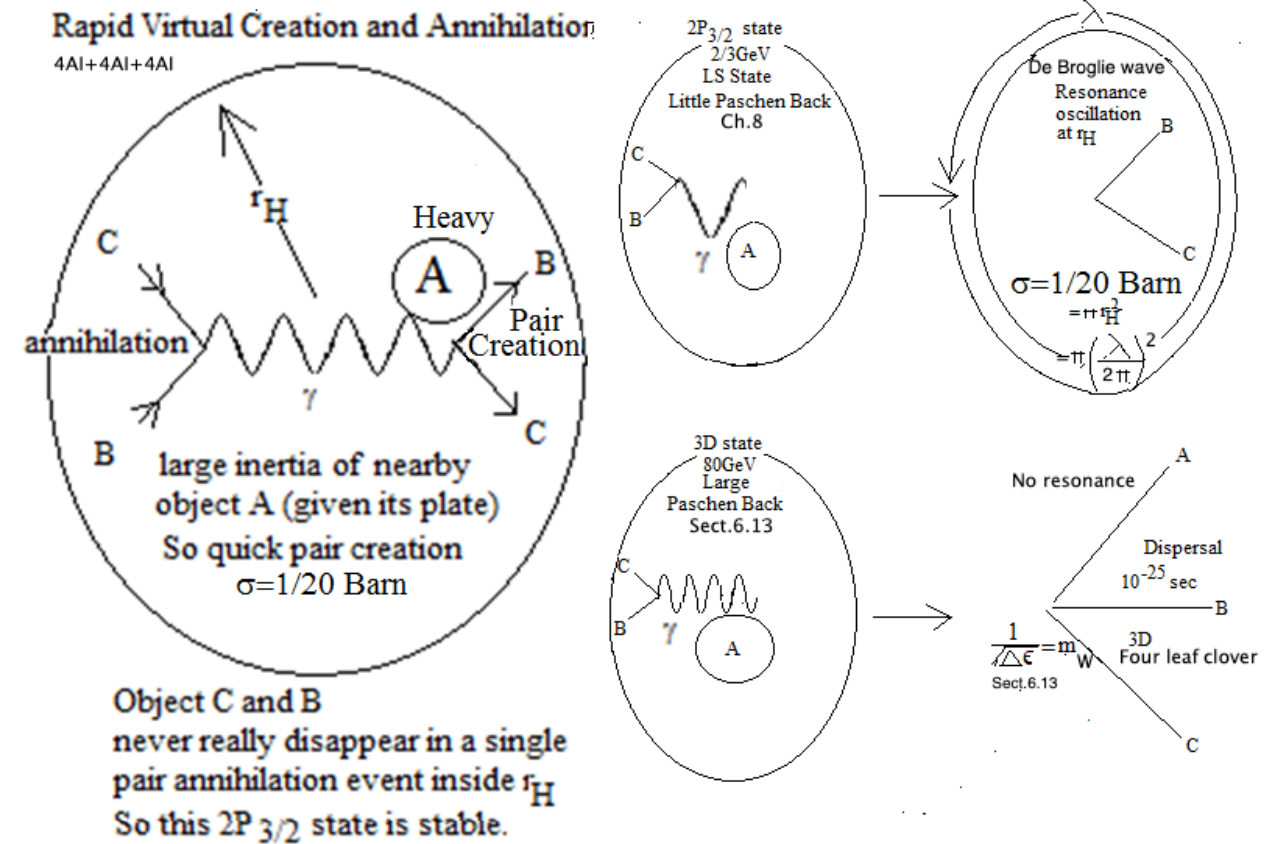 Rapid Virtual Creation and Annihilation
4AI+4AI+4AI
rH
Heavy
A
C
B
annihilation
Pair
Creation
γ
B
C
large inertia of nearby
object A (given its plate)
So quick pair creation
σ=1/20 Barn
Object C and B
never really disappear in a single
pair annihilation event inside rH
So this 2P3/2 state is stable.
2P3/2 state
2/3GeV
LS State
Little Paschen Back
Ch.8
C
B
γ
A
λ
De Broglie wave
Resonance
oscillation
at rH
B
C
σ=1/20 Barn
=πrH²
=π(λ/2π)²
3D state
80GeV
Large
Paschen Back
Sect.6.13
C
B
γ
A
No resonance
A
Dispersal
10⁻²⁵ sec
B
1/√Δϵ=mW
Sect.6.13
3D
Four leaf clover
C